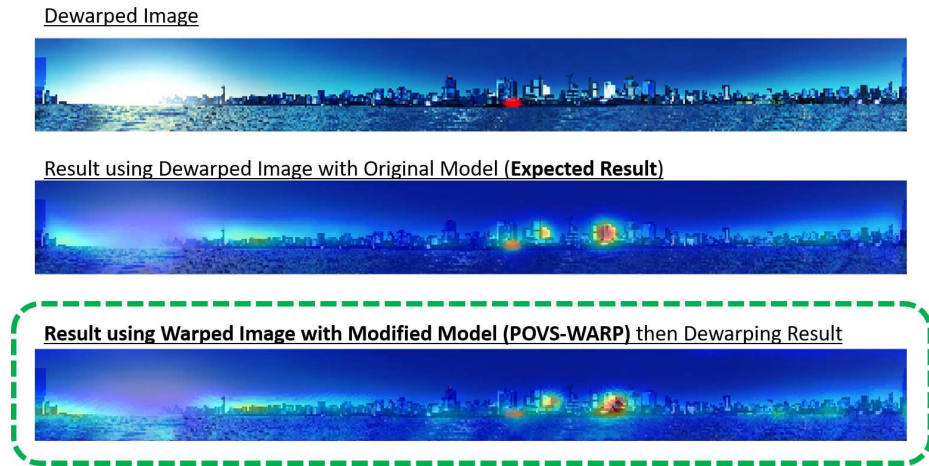 Dewarped Image
Result using Dewarped Image with Original Model (Expected Result)
Result using Warped Image with Modified Model (POVS-WARP) then Dewarping Result